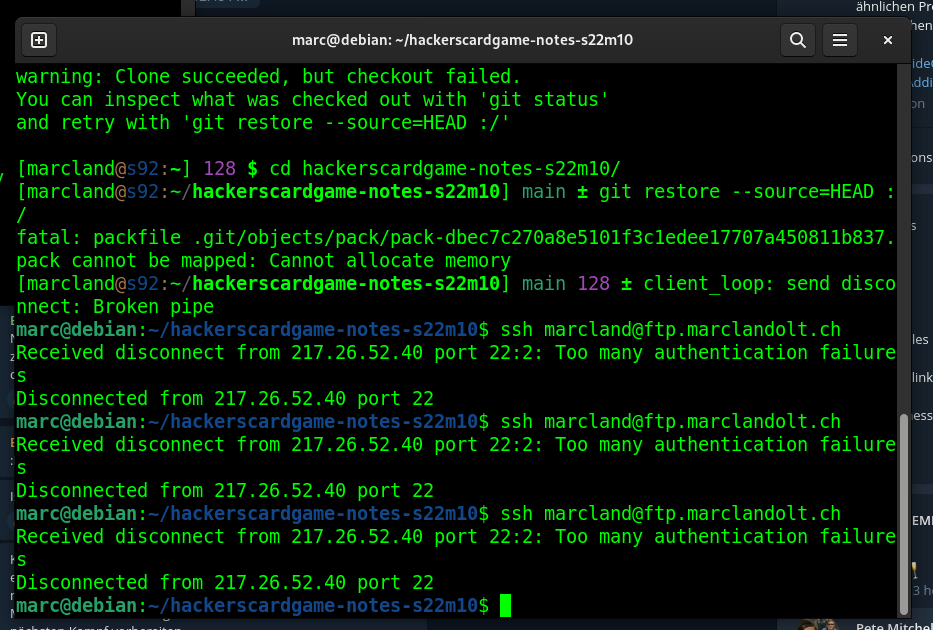 ähnlichen Pr
marc@debian: ~/hackerscardgame-notes-s22m10
warning: Clone succeeded, but checkout failed.
You can inspect what was checked out with 'git status'
and retry with 'git restore --source=HEAD :/'
[marcland@s92:~] 128 $ cd hackerscardgame-notes-s22m10/
[marcland@s92:~/hackerscardgame-notes-s22m10] main ± git restore --source=HEAD :
/
fatal: packfile .git/objects/pack/pack-dbec7c270a8e5101f3c1edee17707a450811b837.
pack cannot be mapped: Cannot allocate memory
[marcland@s92:~/hackerscardgame-notes-s22m10] main 128 ± client_loop: send disco
nnect: Broken pipe
marc@debian:~/hackerscardgame-notes-s22m10$ ssh marcland@ftp.marclandolt.ch
Received disconnect from 217.26.52.40 port 22:2: Too many authentication failure
s
Disconnected from 217.26.52.40 port 22
marc@debian:~/hackerscardgame-notes-s22m10$ ssh marcland@ftp.marclandolt.ch
Received disconnect from 217.26.52.40 port 22:2: Too many authentication failure
s
Disconnected from 217.26.52.40 port 22
marc@debian:~/hackerscardgame-notes-s22m10$ ssh marcland@ftp.marclandolt.ch
Received disconnect from 217.26.52.40 port 22:2: Too many authentication failure
s
Disconnected from 217.26.52.40 port 22
marc@debian:~/hackerscardgame-notes-s22m10$
Pete Mitchel